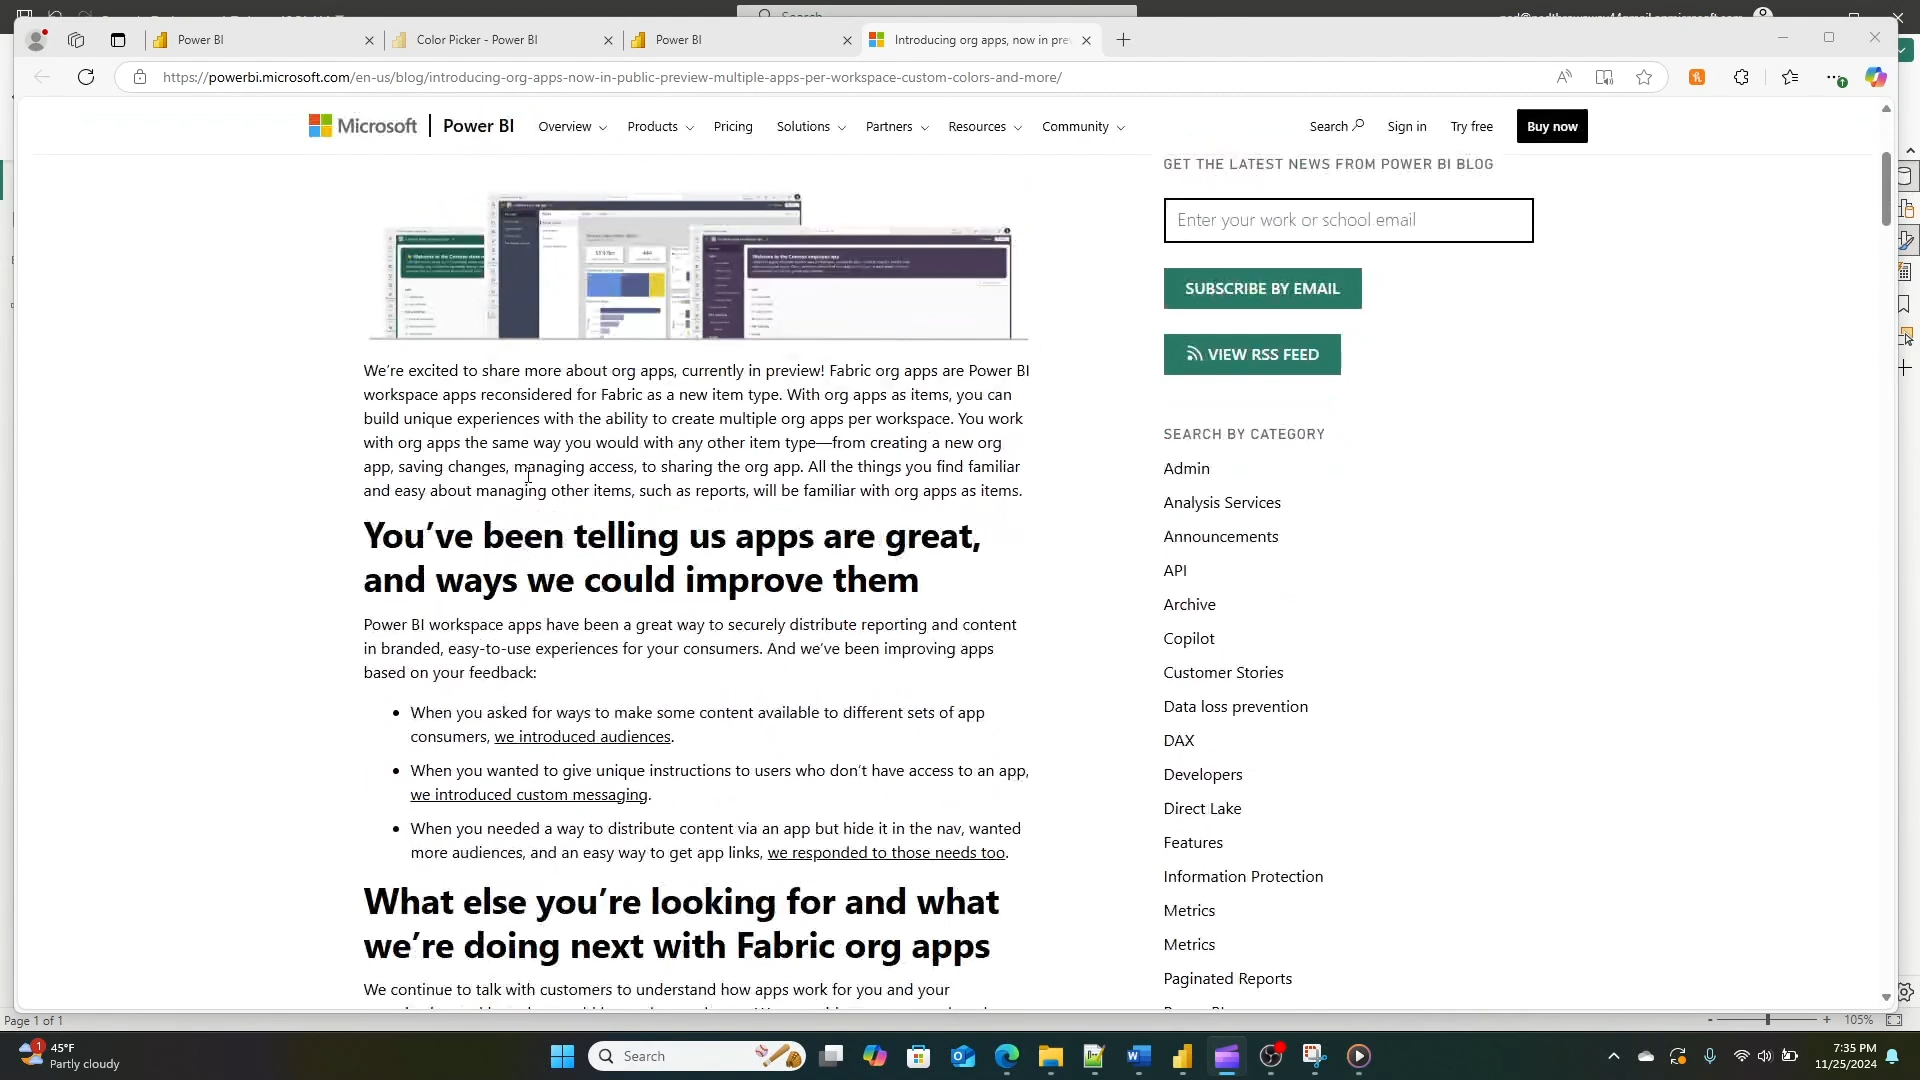 Search
Power BI
Color Picker - Power BI
Power BI
Introducing org apps, now in pre
https://powerbi.microsoft.com/en-us/blog/introducing-org-apps-now-in-public-preview-multiple-apps-per-workspace-custom-colors-and-more/
Microsoft
Power BI
Overview
Products
Pricing
Solutions
Partners
Resources
Community
Search
Sign in
Try free
Buy now
We’re excited to share more about org apps, currently in preview! Fabric org apps are Power BI
workspace apps reconsidered for Fabric as a new item type. With org apps as items, you can
build unique experiences with the ability to create multiple org apps per workspace. You work
with org apps the same way you would with any other item type—from creating a new org
app, saving changes, managing access, to sharing the org app. All the things you find familiar
and easy about managing other items, such as reports, will be familiar with org apps as items.
You’ve been telling us apps are great,
and ways we could improve them
Power BI workspace apps have been a great way to securely distribute reporting and content
in branded, easy-to-use experiences for your consumers. And we’ve been improving apps
based on your feedback:
• When you asked for ways to make some content available to different sets of app
consumers, we introduced audiences.
• When you wanted to give unique instructions to users who don’t have access to an app,
we introduced custom messaging.
• When you needed a way to distribute content via an app but hide it in the nav, wanted
more audiences, and an easy way to get app links, we responded to those needs too.
What else you’re looking for and what
we’re doing next with Fabric org apps
We continue to talk with customers to understand how apps work for you and your
GET THE LATEST NEWS FROM POWER BI BLOG
Enter your work or school email
SUBSCRIBE BY EMAIL
VIEW RSS FEED
SEARCH BY CATEGORY
Admin
Analysis Services
Announcements
API
Archive
Copilot
Customer Stories
Data loss prevention
DAX
Developers
Direct Lake
Features
Information Protection
Metrics
Metrics
Paginated Reports
Page 1 of 1
105%
1
45°F
Partly cloudy
Search
7:35 PM
11/25/2024